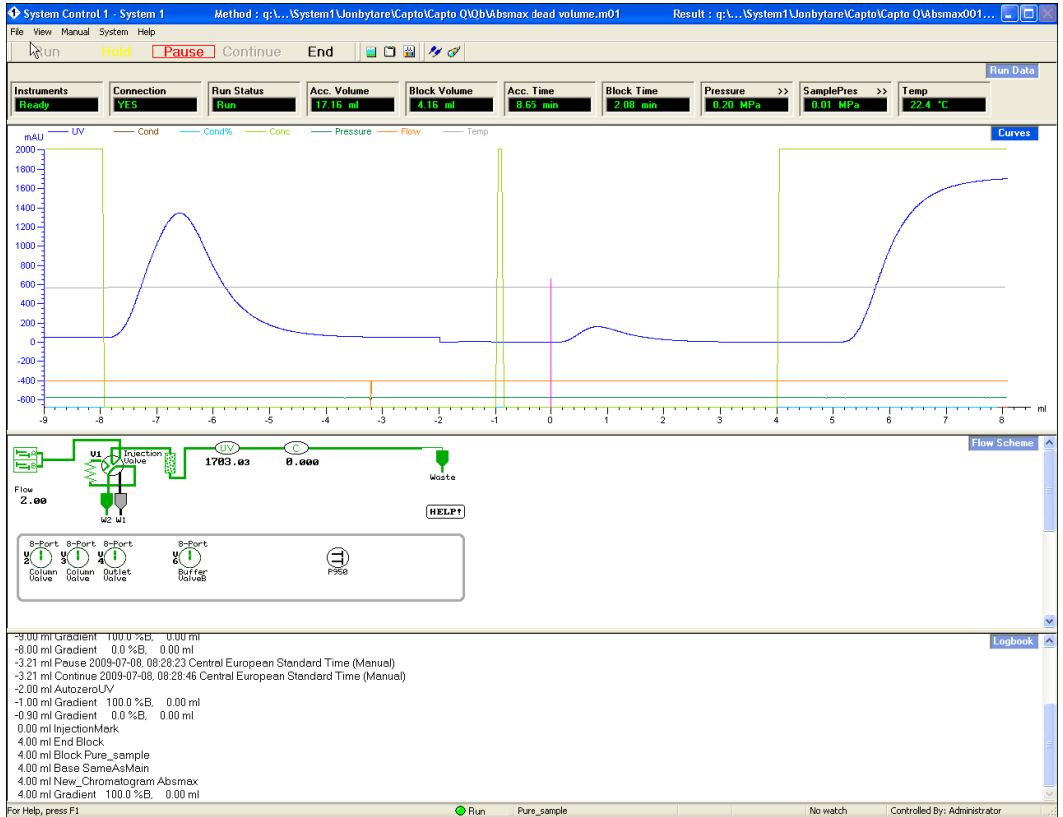 System Control 1 - System 1 Method : q:\...\System1\Jonbytare\Capto\Capto Q\Qb\Absmax dead volume.m01 Result : q:\...\System1\Jonbytare\Capto\Capto Q\Absmax001...
File View Manual System Help
Run Hold Pause Continue End
Run Data
Instruments Connection Run Status Acc. Volume Block Volume Acc. Time Block Time Pressure >> SamplePres >> Temp
Ready YES Run 17.16 ml 4.16 ml 8.65 min 2.08 min 0.20 MPa 0.01 MPa 22.4 °C
mAU UV Cond Cond% Conc Pressure Flow Temp
Curves
2000
1800
1600
1400
1200
1000
800
600
400
200
0
-200
-400
-600
-9 -8 -7 -6 -5 -4 -3 -2 -1 0 1 2 3 4 5 6 7 8 ml
Flow Scheme
A
B
V1 Injection
Valve
UV
1703.03
C
0.000
Waste
Flow
2.00
W2 W1
HELP!
8-Port 8-Port 8-Port 8-Port
V2 V3 V4 V6
Column Valve
Column Valve
Outlet Valve
Buffer ValveB
P950
Logbook
-9.00 ml Gradient 100.0 %B, 0.00 ml
-8.00 ml Gradient 0.0 %B, 0.00 ml
-3.21 ml Pause 2009-07-08, 08:28:23 Central European Standard Time (Manual)
-3.21 ml Continue 2009-07-08, 08:28:46 Central European Standard Time (Manual)
-2.00 ml AutozeroUV
-1.00 ml Gradient 100.0 %B, 0.00 ml
-0.90 ml Gradient 0.0 %B, 0.00 ml
0.00 ml InjectionMark
4.00 ml End Block
4.00 ml Block Pure_sample
4.00 ml Base SameAsMain
4.00 ml New_Chromatogram Absmax
4.00 ml Gradient 100.0 %B, 0.00 ml
For Help, press F1 Run Pure_sample No watch Controlled By: Administrator